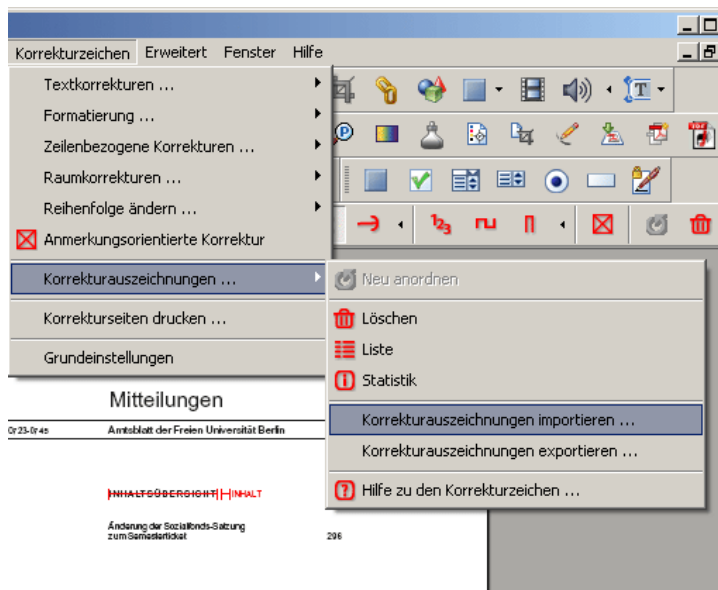 Korrekturzeichen Erweitert Fenster Hilfe
Textkorrekturen ...
Formatierung ...
Zeilenbezogene Korrekturen ...
Raumkorrekturen ...
Reihenfolge ändern ...
Anmerkungsorientierte Korrektur
Korrekturauszeichnungen ...
Korrekturseiten drucken ...
Grundeinstellungen
Neu anordnen
Löschen
Liste
Statistik
Korrekturauszeichnungen importieren ...
Korrekturauszeichnungen exportieren ...
Hilfe zu den Korrekturzeichen ...
Mitteilungen
Amtsblatt der Freien Universität Berlin
INHALTSÜBERSICHT INHALT
Änderung der Sozialfonds-Satzung
zum Semesterticket 296